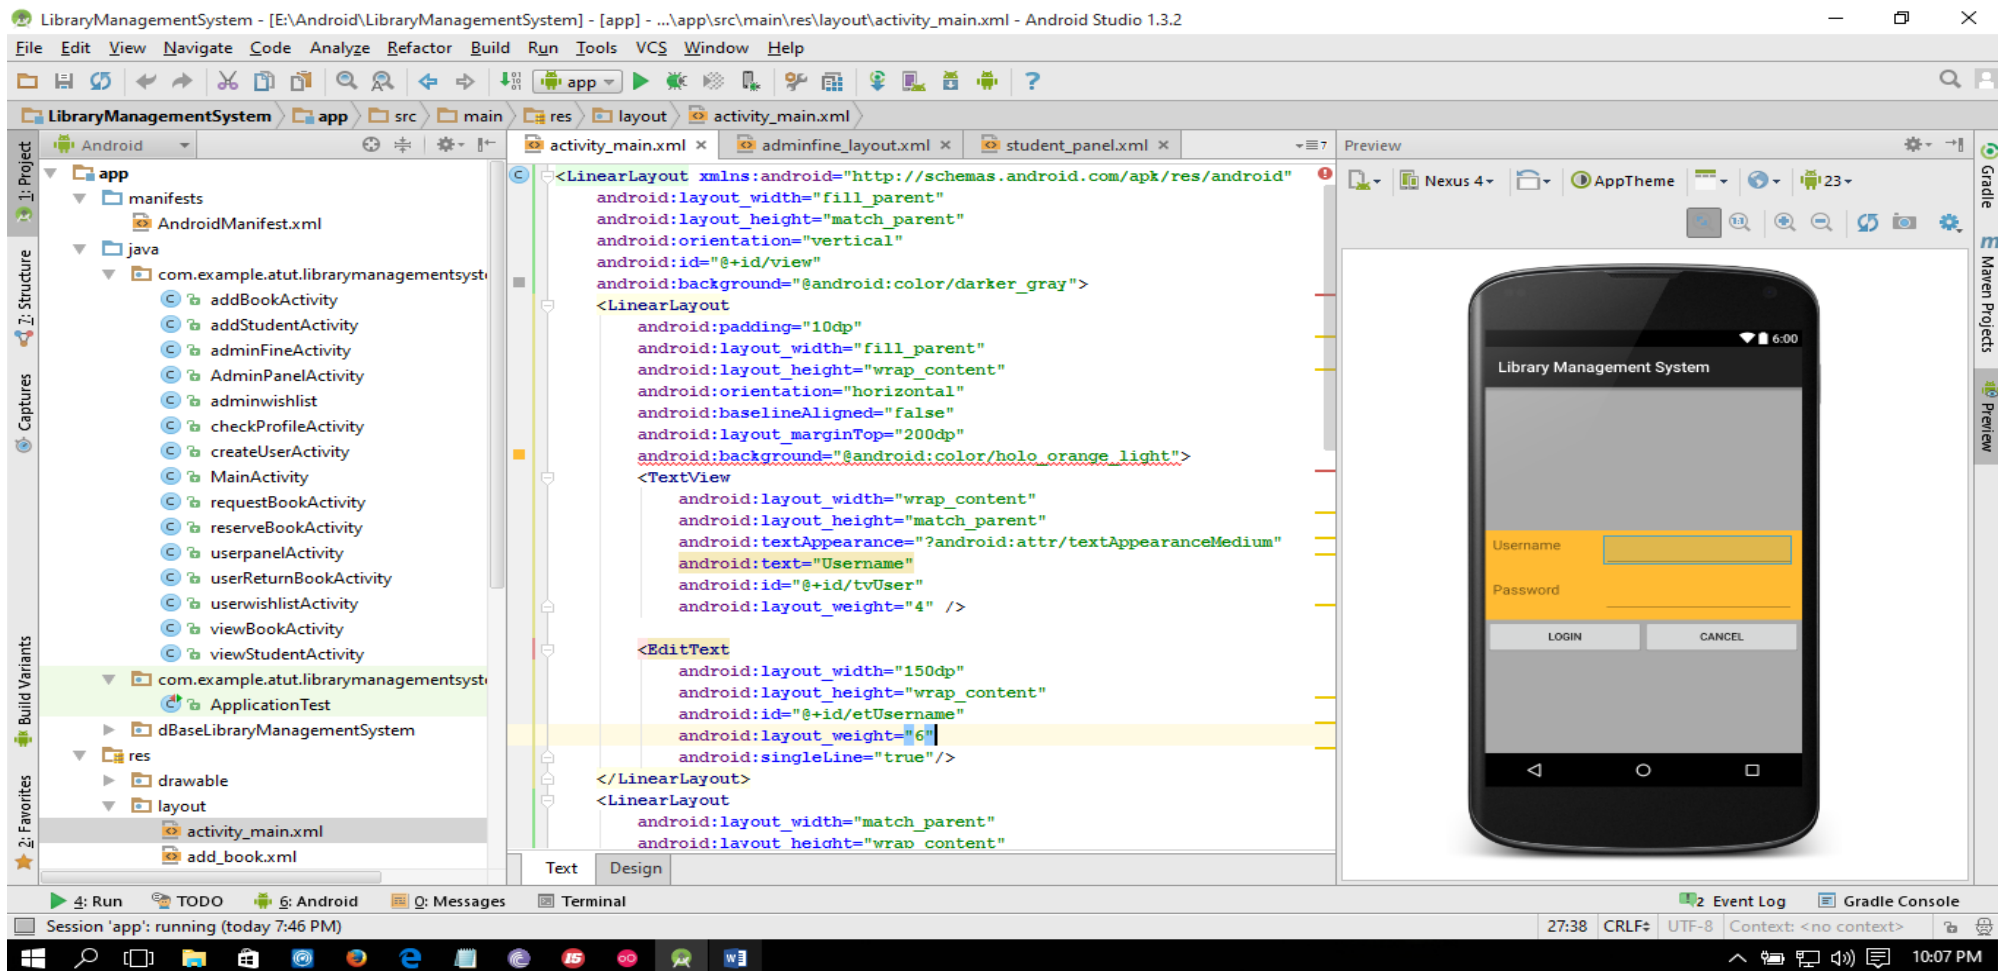 LibraryManagementSystem - [E:\Android\LibraryManagementSystem] - [app] - ...\app\src\main\res\layout\activity_main.xml - Android Studio 1.3.2
File Edit View Navigate Code Analyze Refactor Build Run Tools VCS Window Help
app
LibraryManagementSystem app src main res layout activity_main.xml
1: Project
7: Structure
Captures
Build Variants
2: Favorites
Android
app
manifests
AndroidManifest.xml
java
com.example.atut.librarymanagementsyste
addBookActivity
addStudentActivity
adminFineActivity
AdminPanelActivity
adminwishlist
checkProfileActivity
createUserActivity
MainActivity
requestBookActivity
reserveBookActivity
userpanelActivity
userReturnBookActivity
userwishlistActivity
viewBookActivity
viewStudentActivity
com.example.atut.librarymanagementsyste
ApplicationTest
dBaseLibraryManagementSystem
res
drawable
layout
activity_main.xml
add_book.xml
activity_main.xml adminfine_layout.xml student_panel.xml 7
<LinearLayout xmlns:android="http://schemas.android.com/apk/res/android"
android:layout_width="fill_parent"
android:layout_height="match_parent"
android:orientation="vertical"
android:id="@+id/view"
android:background="@android:color/darker_gray">
<LinearLayout
android:padding="10dp"
android:layout_width="fill_parent"
android:layout_height="wrap_content"
android:orientation="horizontal"
android:baselineAligned="false"
android:layout_marginTop="200dp"
android:background="@android:color/holo_orange_light">
<TextView
android:layout_width="wrap_content"
android:layout_height="match_parent"
android:textAppearance="?android:attr/textAppearanceMedium"
android:text="Username"
android:id="@+id/tvUser"
android:layout_weight="4" />
<EditText
android:layout_width="150dp"
android:layout_height="wrap_content"
android:id="@+id/etUsername"
android:layout_weight="6"
android:singleLine="true"/>
</LinearLayout>
<LinearLayout
android:layout_width="match_parent"
android:layout_height="wrap_content"
Text Design
Preview
Nexus 4 AppTheme 23
1:1
6:00
Library Management System
Username
Password
LOGIN CANCEL
Gradle
m Maven Projects
Preview
4: Run TODO 6: Android 0: Messages Terminal 2 Event Log Gradle Console
Session 'app': running (today 7:46 PM) 27:38 CRLF UTF-8 Context: <no context>
10:07 PM